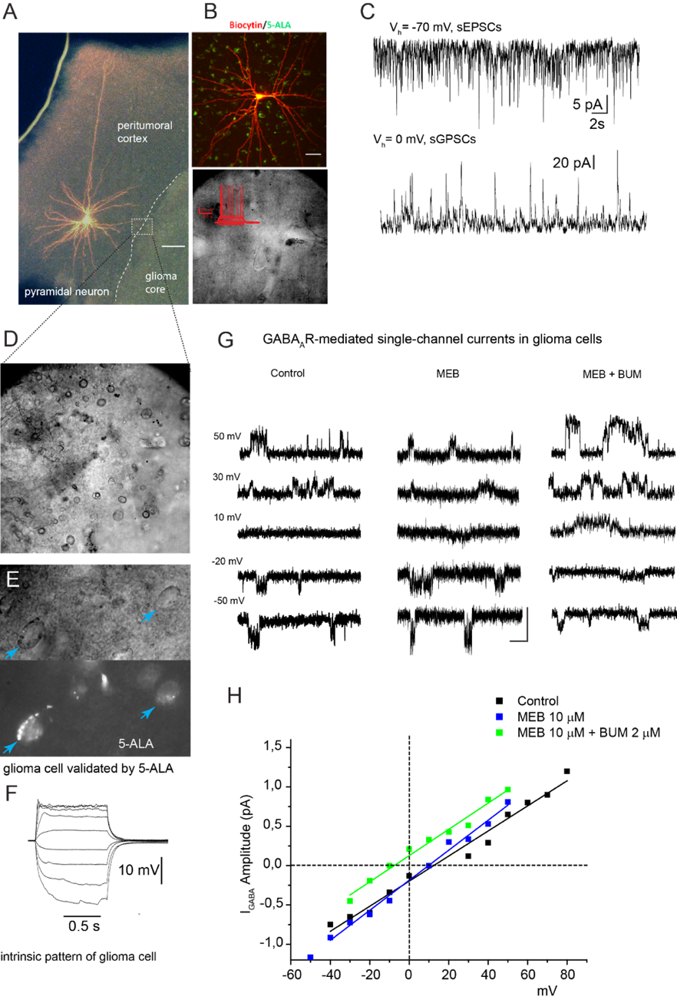 A
peritumoral
cortex
glioma
core
pyramidal neuron
B
Biocytin/5-ALA
C
Vh= -70 mV, sEPSCs
5 pA
2s
Vh= 0 mV, sGPSCs
20 pA
D
E
5-ALA
glioma cell validated by 5-ALA
F
10 mV
0.5 s
intrinsic pattern of glioma cell
G
GABAAR-mediated single-channel currents in glioma cells
Control MEB MEB + BUM
50 mV
30 mV
10 mV
-20 mV
-50 mV
H
Control
MEB 10 μM
MEB 10 μM + BUM 2 μM
IGABA Amplitude (pA)
1,5
1,0
0,5
0,0
-0,5
-1,0
-60 -40 -20 0 20 40 60 80
mV